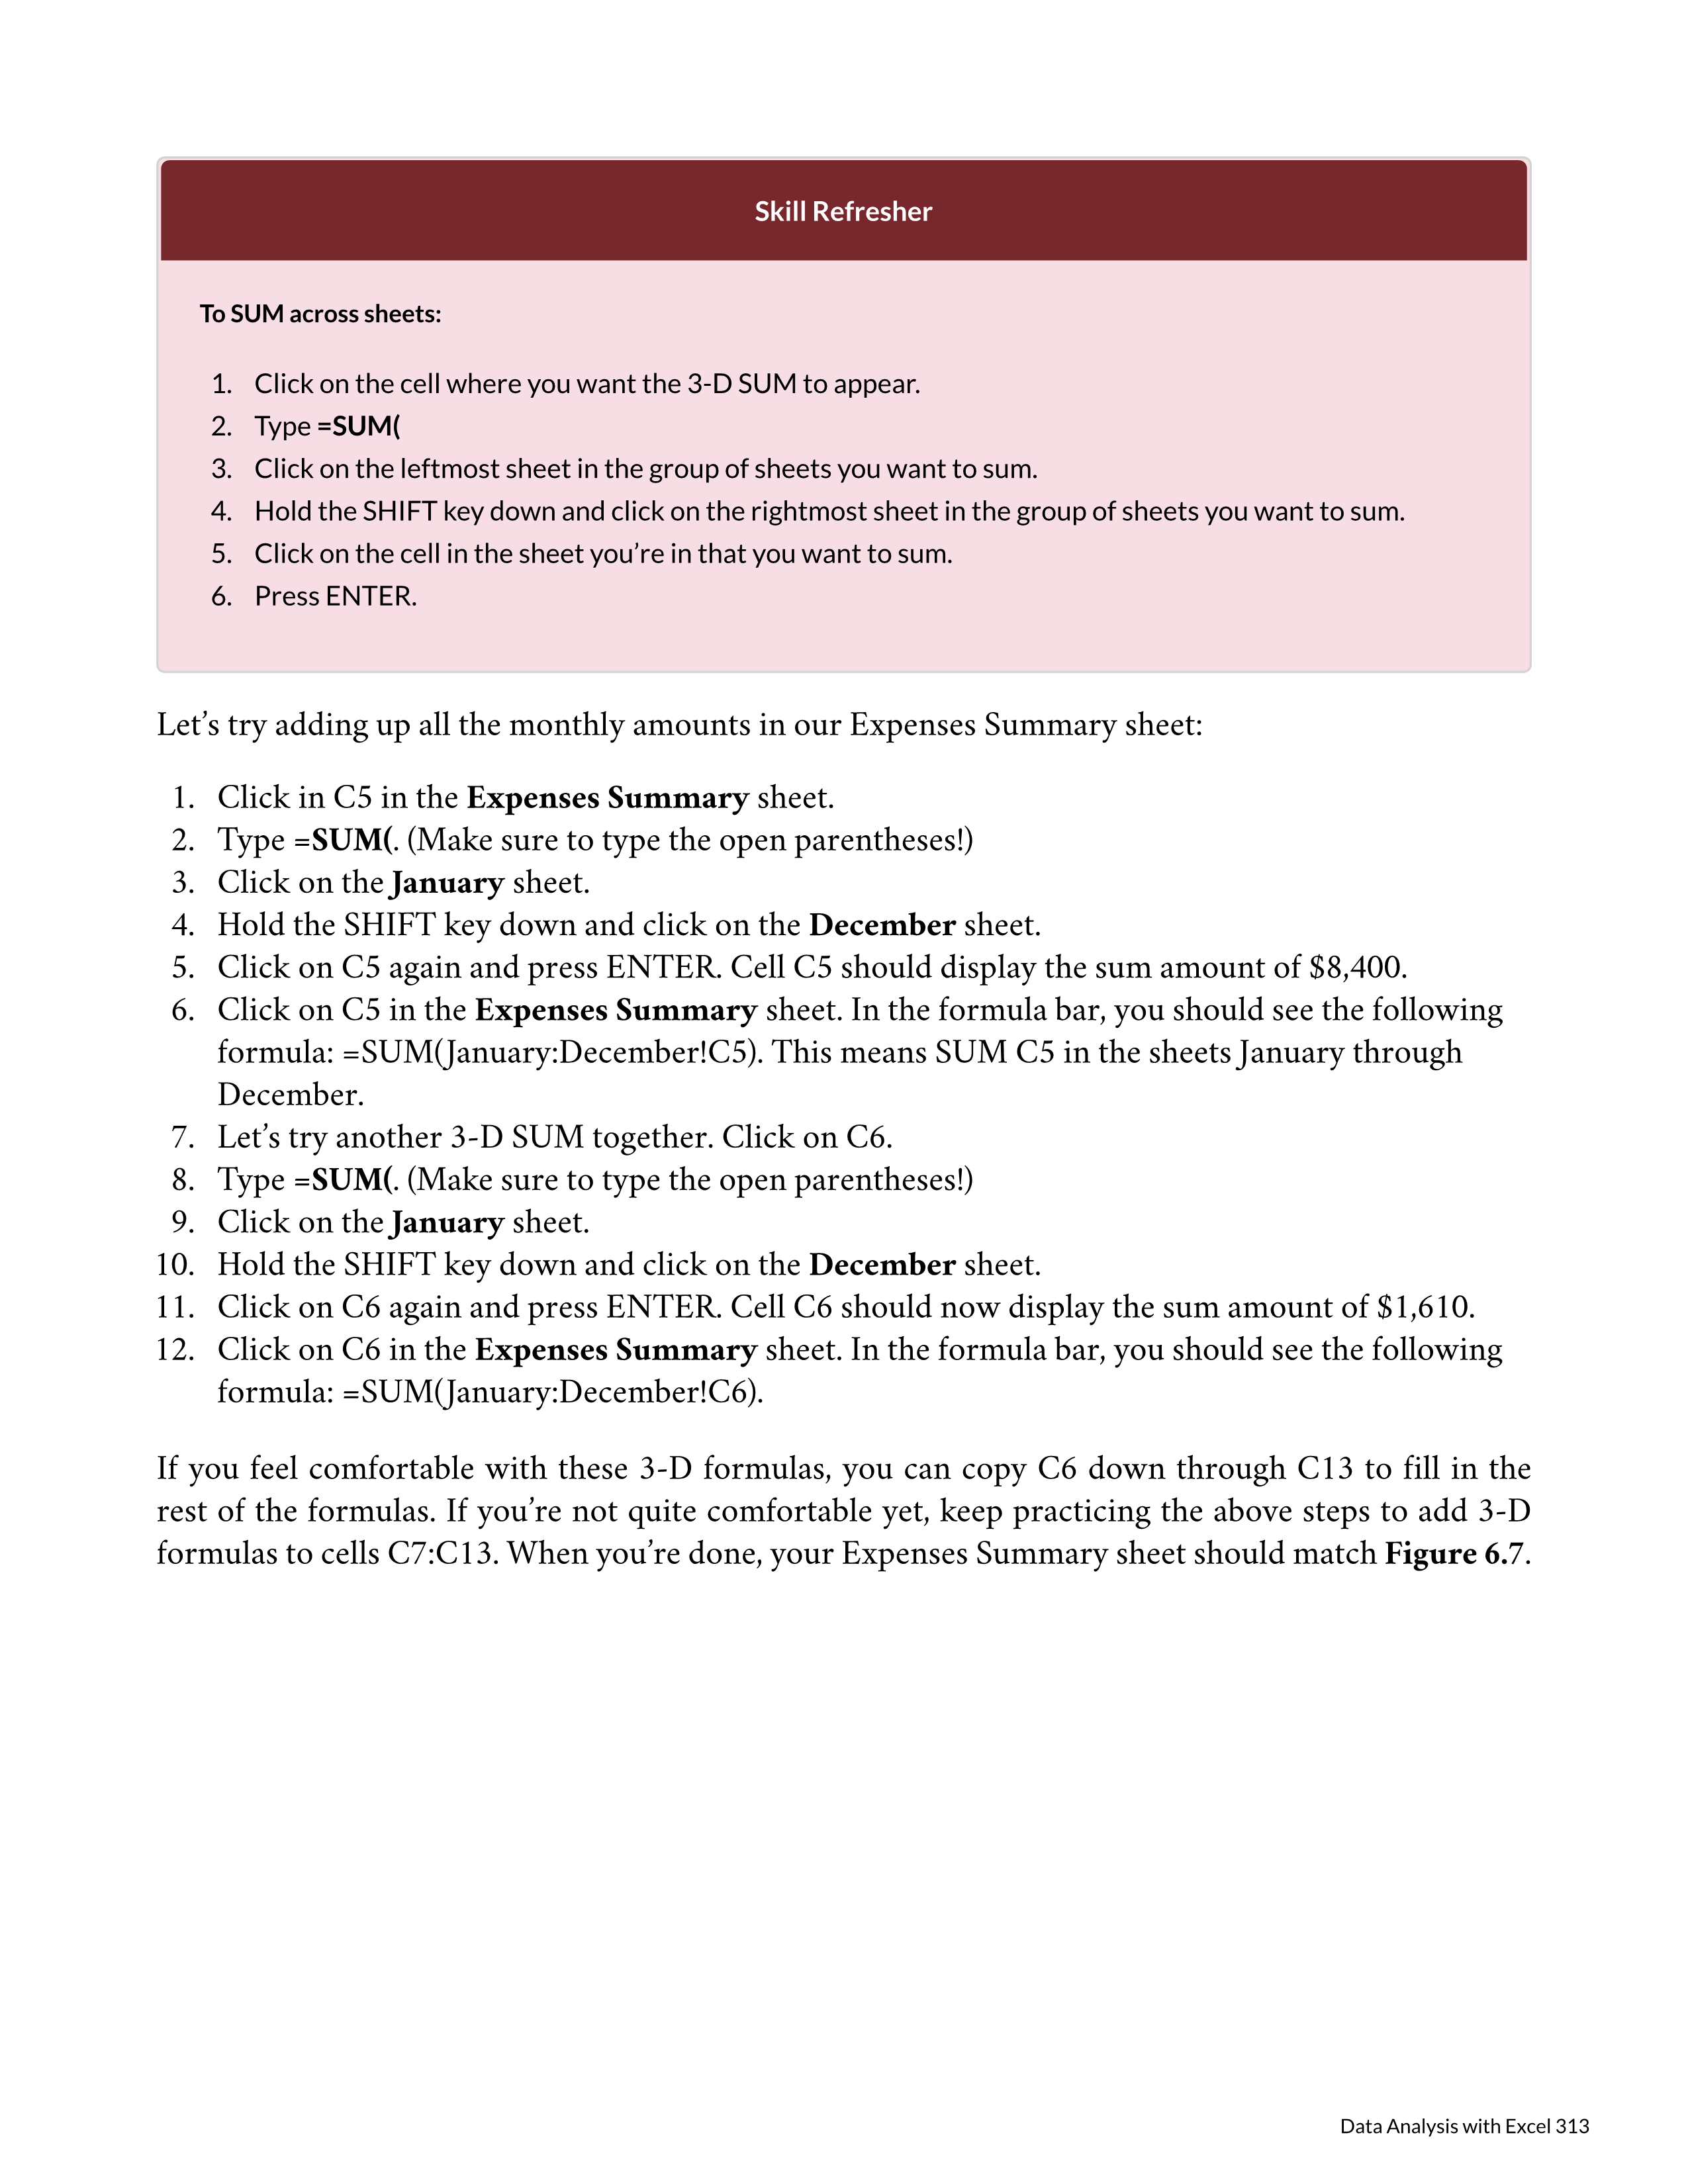 Skill Refresher
To SUM across sheets:
1. Click on the cell where you want the 3-D SUM to appear.
2. Type =SUM(
3. Click on the leftmost sheet in the group of sheets you want to sum.
4. Hold the SHIFT key down and click on the rightmost sheet in the group of sheets you want to sum.
5. Click on the cell in the sheet you’re in that you want to sum.
6. Press ENTER.
Let’s try adding up all the monthly amounts in our Expenses Summary sheet:
1. Click in C5 in the Expenses Summary sheet.
2. Type =SUM(. (Make sure to type the open parentheses!)
3. Click on the January sheet.
4. Hold the SHIFT key down and click on the December sheet.
5. Click on C5 again and press ENTER. Cell C5 should display the sum amount of $8,400.
6. Click on C5 in the Expenses Summary sheet. In the formula bar, you should see the following
formula: =SUM(January:December!C5). This means SUM C5 in the sheets January through
December.
7. Let’s try another 3-D SUM together. Click on C6.
8. Type =SUM(. (Make sure to type the open parentheses!)
9. Click on the January sheet.
10. Hold the SHIFT key down and click on the December sheet.
11. Click on C6 again and press ENTER. Cell C6 should now display the sum amount of $1,610.
12. Click on C6 in the Expenses Summary sheet. In the formula bar, you should see the following
formula: =SUM(January:December!C6).
If you feel comfortable with these 3-D formulas, you can copy C6 down through C13 to fill in the
rest of the formulas. If you’re not quite comfortable yet, keep practicing the above steps to add 3-D
formulas to cells C7:C13. When you’re done, your Expenses Summary sheet should match Figure 6.7.
Data Analysis with Excel 313